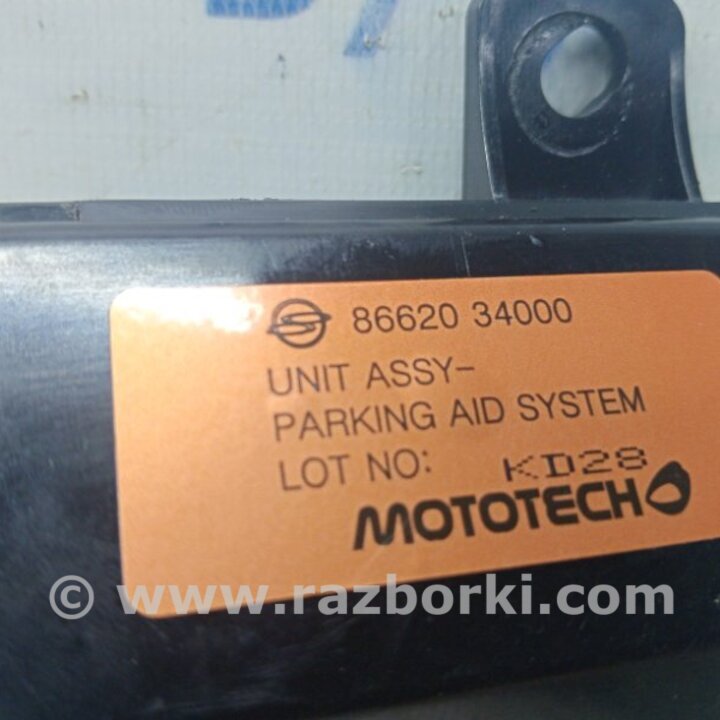 86620 34000
UNIT ASSY-
PARKING AID SYSTEM
LOT NO: KD28
MOTOTECH
© www.razborki.com